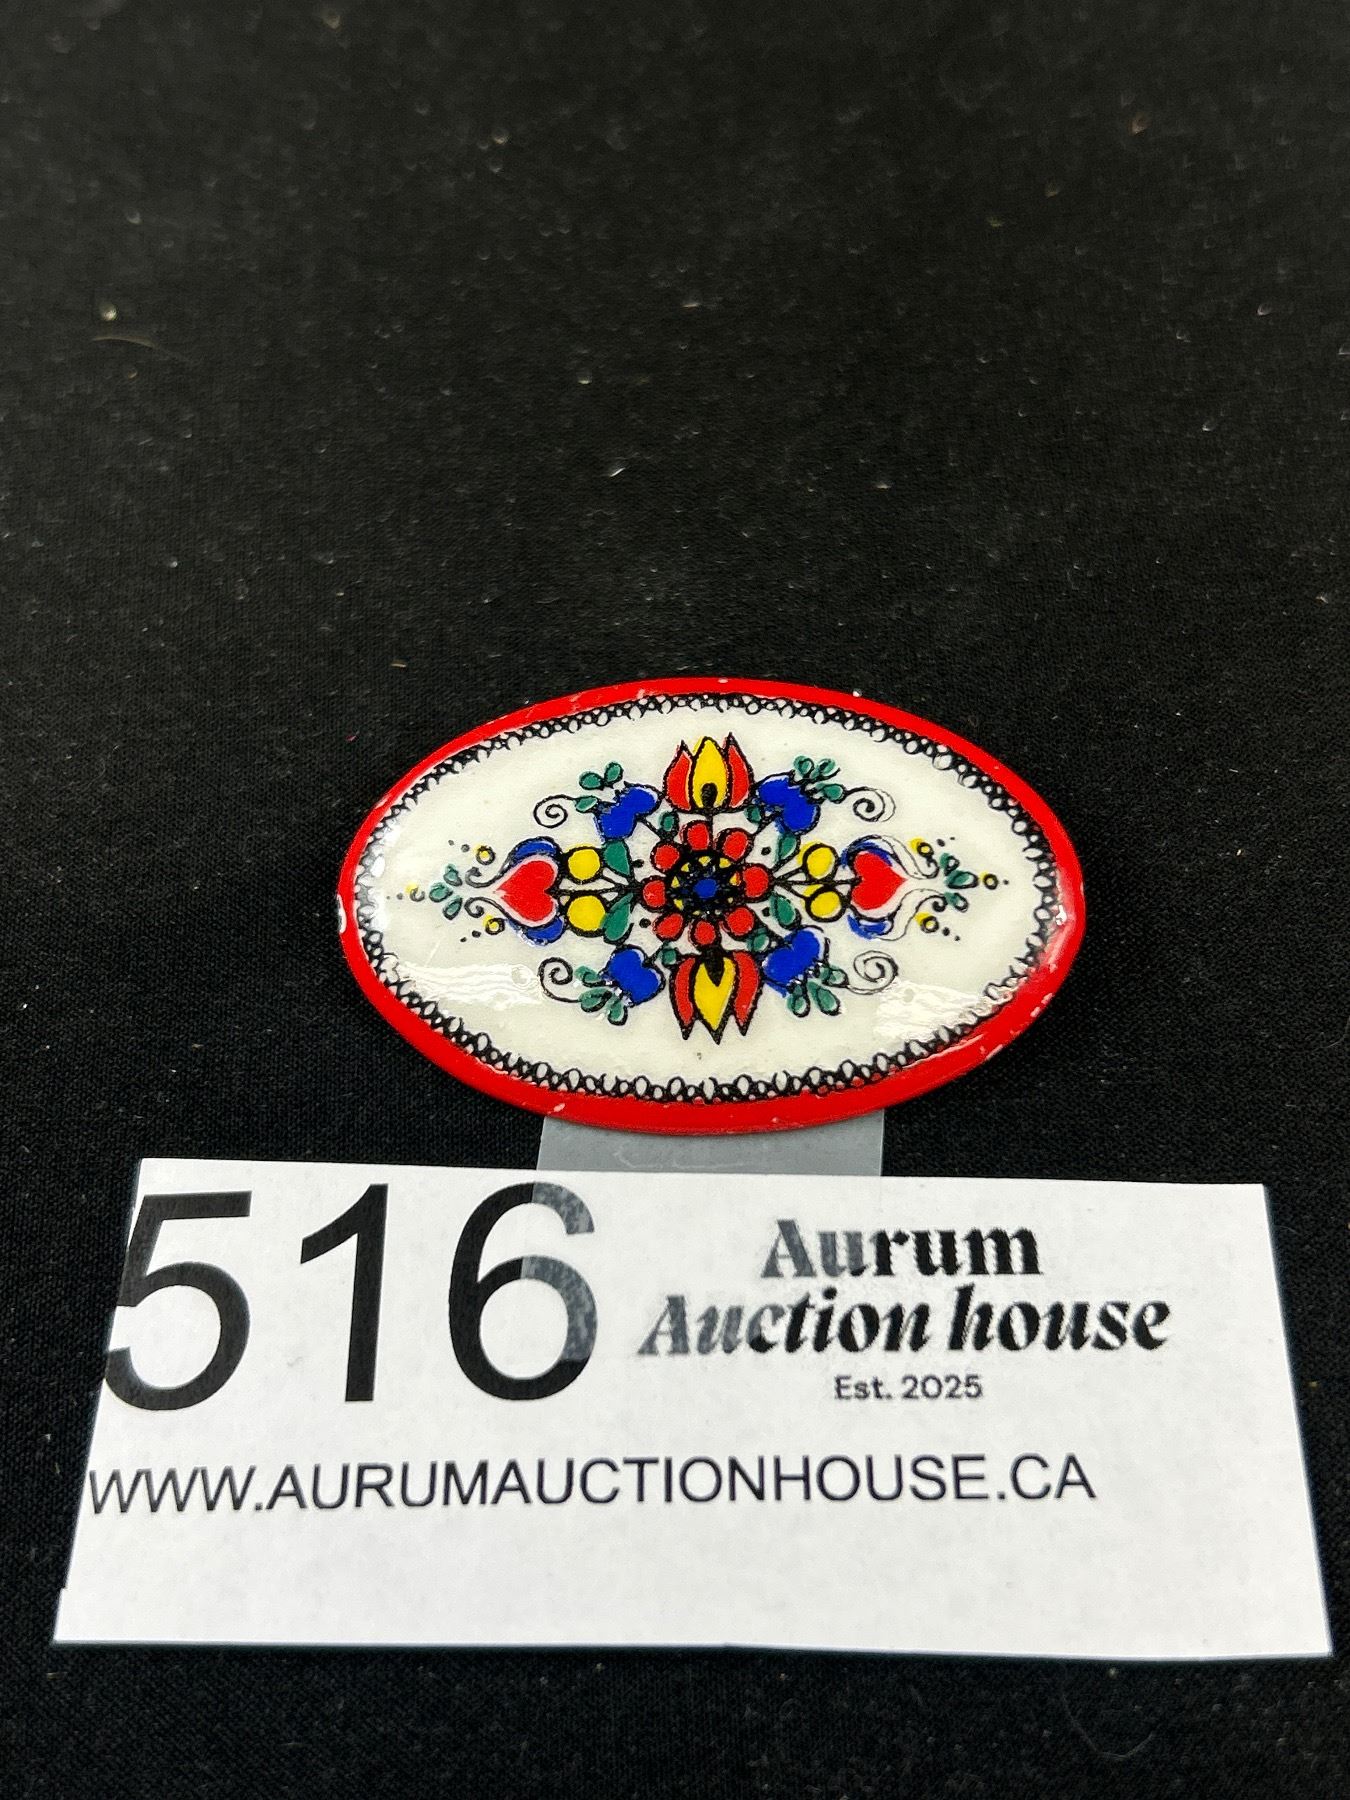 516
Aurum
Auction house
Est. 2025
WWW.AURUMAUCTIONHOUSE.CA